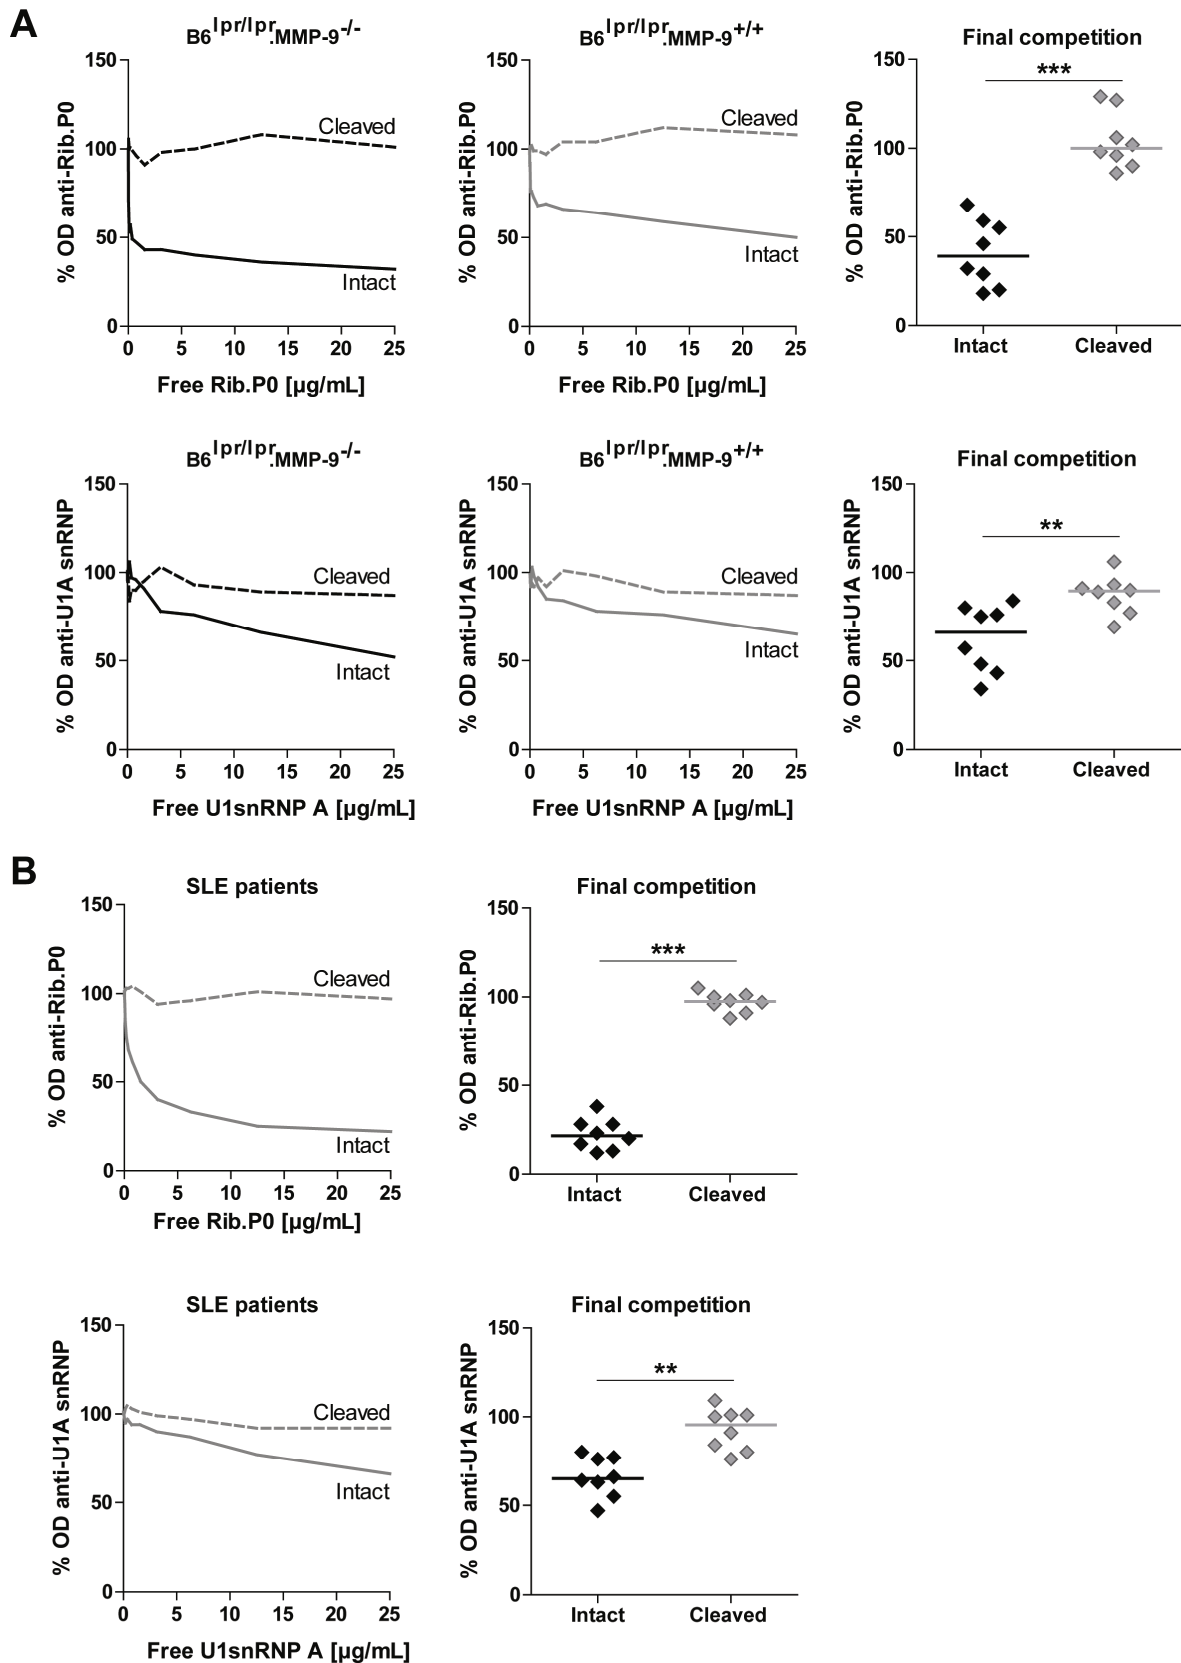 A
B6lpr/lpr.MMP-9-/-
% OD anti-Rib.P0
150
100
50
0
Cleaved
Intact
0 5 10 15 20 25
Free Rib.P0 [µg/mL]
B6lpr/lpr.MMP-9+/+
% OD anti-Rib.P0
150
100
50
0
Cleaved
Intact
0 5 10 15 20 25
Free Rib.P0 [µg/mL]
Final competition
% OD anti-Rib.P0
150
100
50
0
***
Intact Cleaved
B6lpr/lpr.MMP-9-/-
% OD anti-U1A snRNP
150
100
50
0
Cleaved
Intact
0 5 10 15 20 25
Free U1snRNP A [µg/mL]
B6lpr/lpr.MMP-9+/+
% OD anti-U1A snRNP
150
100
50
0
Cleaved
Intact
0 5 10 15 20 25
Free U1snRNP A [µg/mL]
Final competition
% OD anti-U1A snRNP
150
100
50
0
**
Intact Cleaved
B
SLE patients
% OD anti-Rib.P0
150
100
50
0
Cleaved
Intact
0 5 10 15 20 25
Free Rib.P0 [µg/mL]
Final competition
% OD anti-Rib.P0
150
100
50
0
***
Intact Cleaved
SLE patients
% OD anti-U1A snRNP
150
100
50
0
Cleaved
Intact
0 5 10 15 20 25
Free U1snRNP A [µg/mL]
Final competition
% OD anti-U1A snRNP
150
100
50
0
**
Intact Cleaved